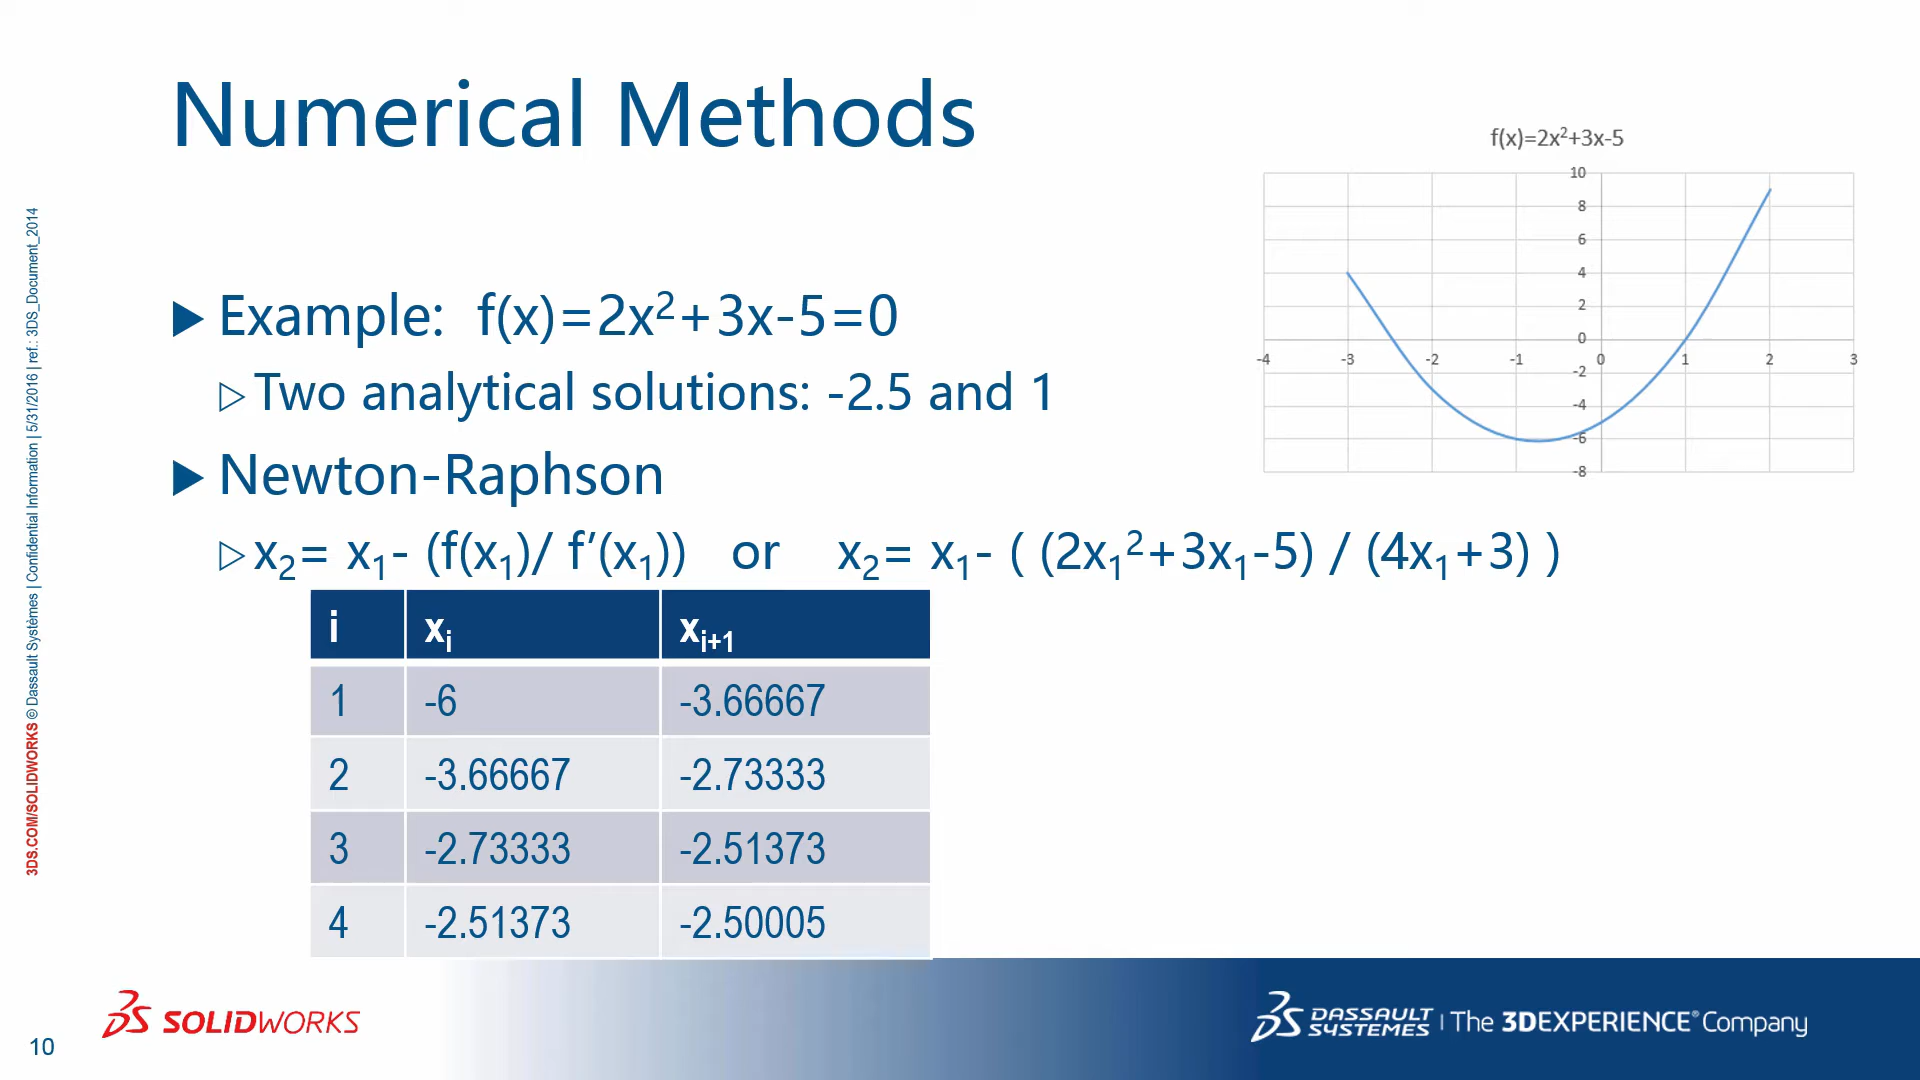 Numerical Methods
f(x)=2x²+3x-5
10
8
6
4
2
0
-2
-4
-6
-8
-4 -3 -2 -1 0 1 2 3
▶ Example: f(x)=2x²+3x-5=0
▷ Two analytical solutions: -2.5 and 1
▶ Newton-Raphson
▷ x₂= x₁- (f(x₁)/ f’(x₁)) or x₂= x₁- ( (2x₁²+3x₁-5) / (4x₁+3) )
i xᵢ xᵢ₊₁
1 -6 -3.66667
2 -3.66667 -2.73333
3 -2.73333 -2.51373
4 -2.51373 -2.50005
3DS.COM/SOLIDWORKS © Dassault Systèmes | Confidential Information | 5/31/2016 | ref.: 3DS_Document_2014
10
SOLIDWORKS
DASSAULT SYSTEMES | The 3DEXPERIENCE® Company